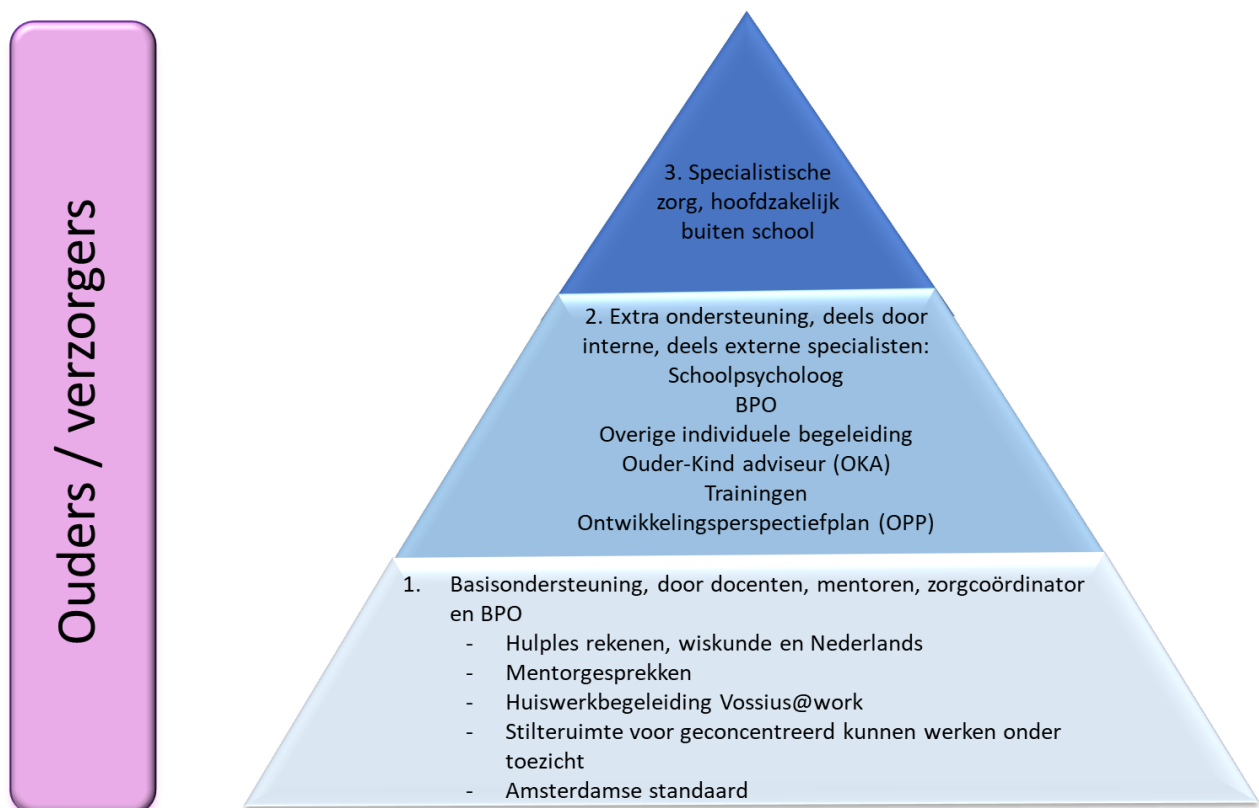 Ouders / verzorgers
3. Specialistische
zorg, hoofdzakelijk
buiten school
2. Extra ondersteuning, deels door
interne, deels externe specialisten:
Schoolpsycholoog
BPO
Overige individuele begeleiding
Ouder-Kind adviseur (OKA)
Trainingen
Ontwikkelingsperspectiefplan (OPP)
1. Basisondersteuning, door docenten, mentoren, zorgcoördinator
en BPO
- Hulples rekenen, wiskunde en Nederlands
- Mentorgesprekken
- Huiswerkbegeleiding Vossius@work
- Stilteruimte voor geconcentreerd kunnen werken onder
toezicht
- Amsterdamse standaard